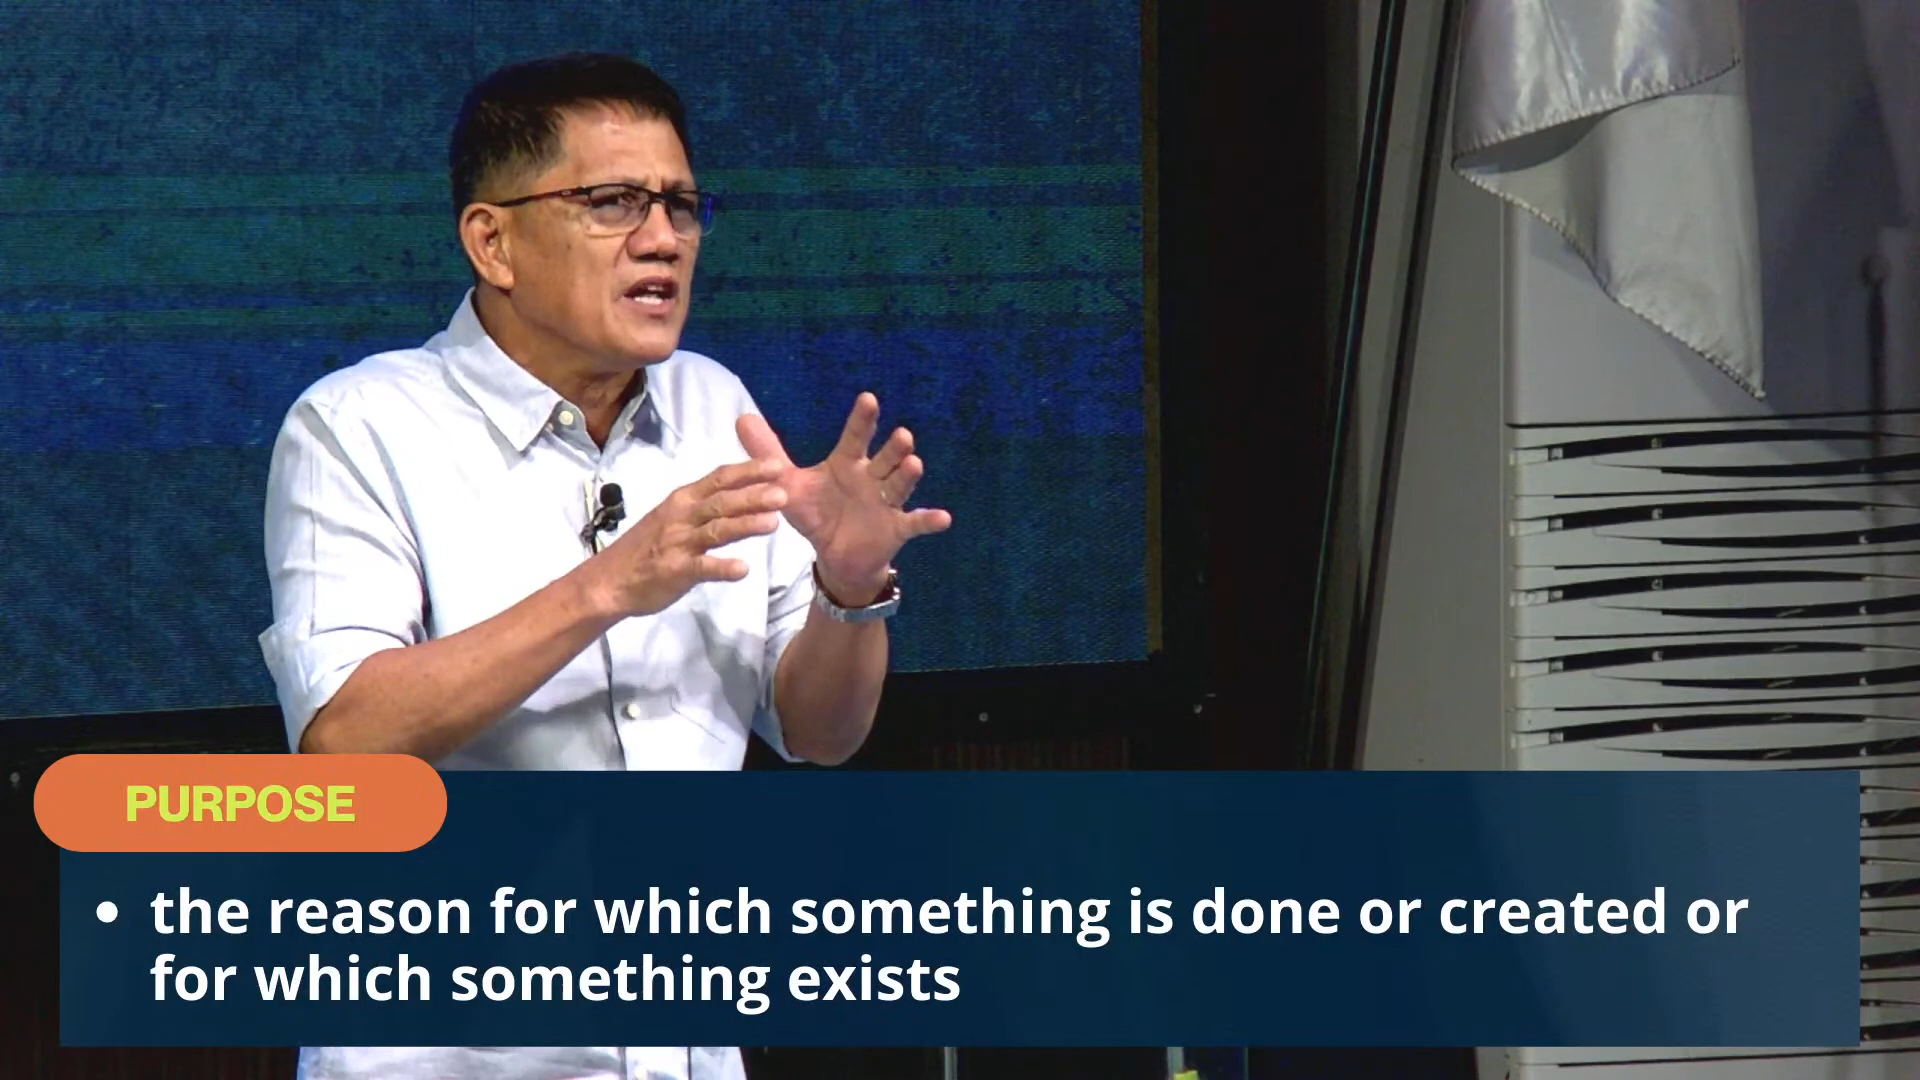 PURPOSE
• the reason for which something is done or created or
for which something exists